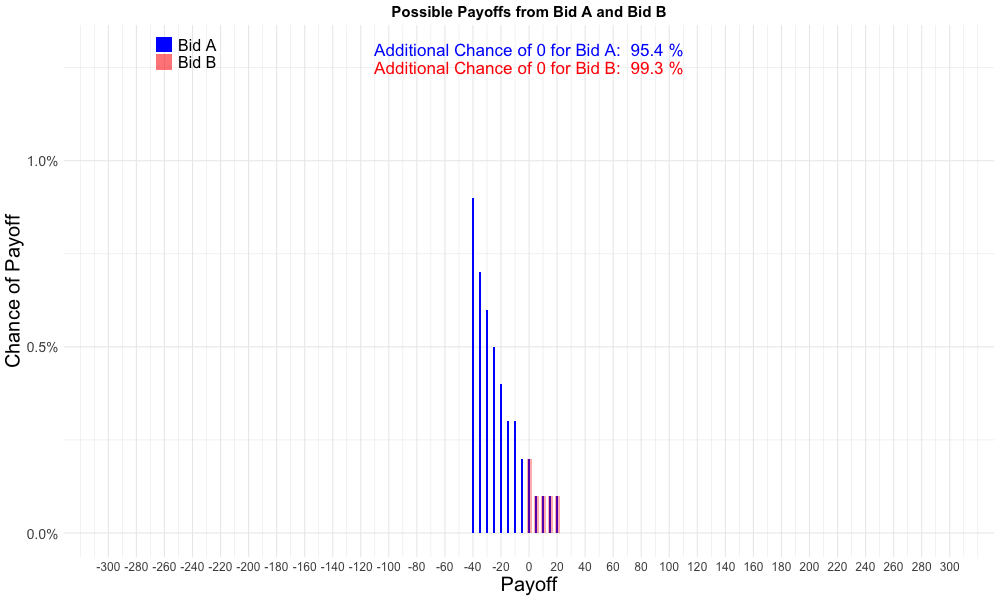 Possible Payoffs from Bid A and Bid B
Bid A
Bid B
Additional Chance of 0 for Bid A: 95.4 %
Additional Chance of 0 for Bid B: 99.3 %
Chance of Payoff
1.0%
0.5%
0.0%
-300 -280 -260 -240 -220 -200 -180 -160 -140 -120 -100 -80 -60 -40 -20 0 20 40 60 80 100 120 140 160 180 200 220 240 260 280 300
Payoff